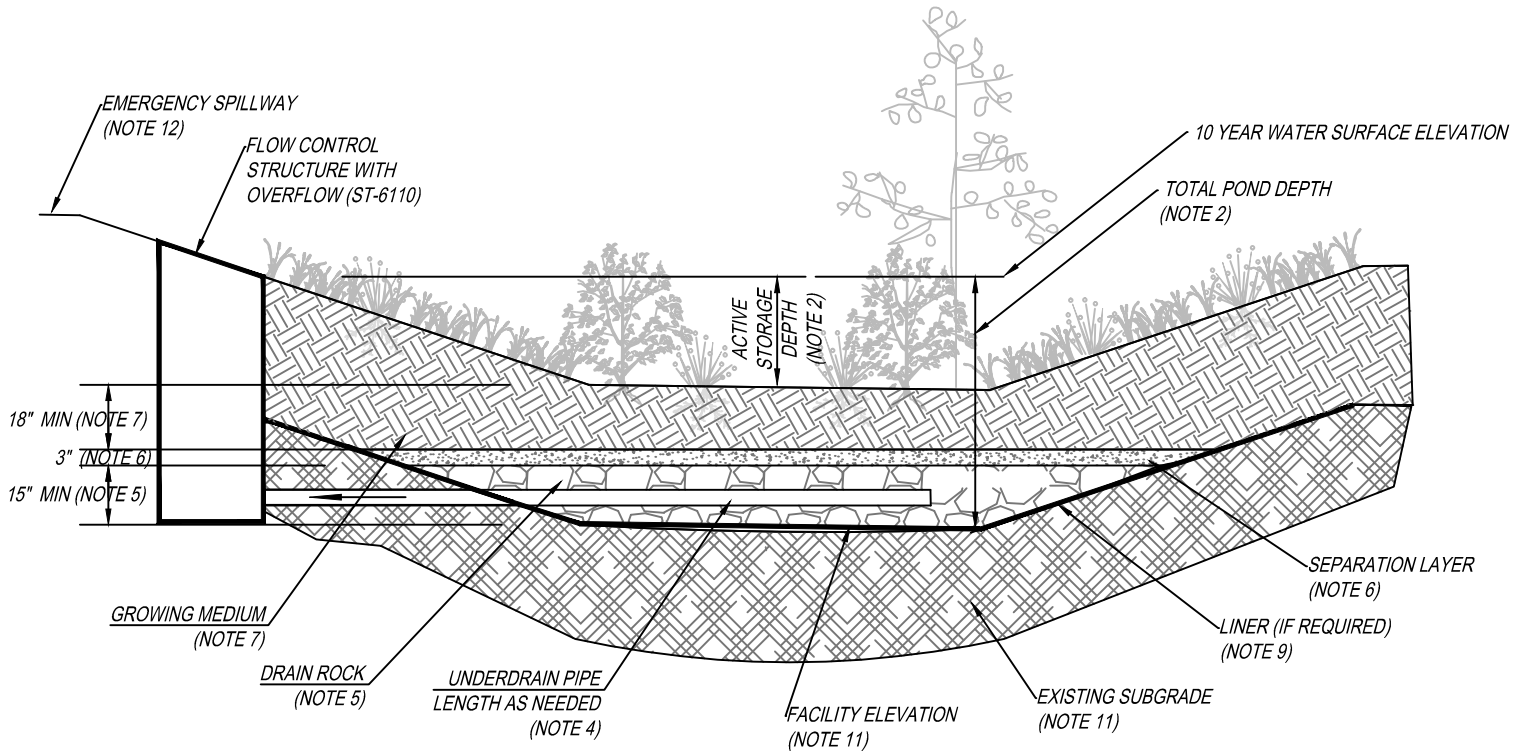 EMERGENCY SPILLWAY
(NOTE 12)
FLOW CONTROL
STRUCTURE WITH
OVERFLOW (ST-6110)
10 YEAR WATER SURFACE ELEVATION
TOTAL POND DEPTH
(NOTE 2)
ACTIVE
STORAGE
DEPTH
(NOTE 2)
18" MIN (NOTE 7)
3" (NOTE 6)
15" MIN (NOTE 5)
GROWING MEDIUM
(NOTE 7)
DRAIN ROCK
(NOTE 5)
UNDERDRAIN PIPE
LENGTH AS NEEDED
(NOTE 4)
FACILITY ELEVATION
(NOTE 11)
EXISTING SUBGRADE
(NOTE 11)
LINER (IF REQUIRED)
(NOTE 9)
SEPARATION LAYER
(NOTE 6)